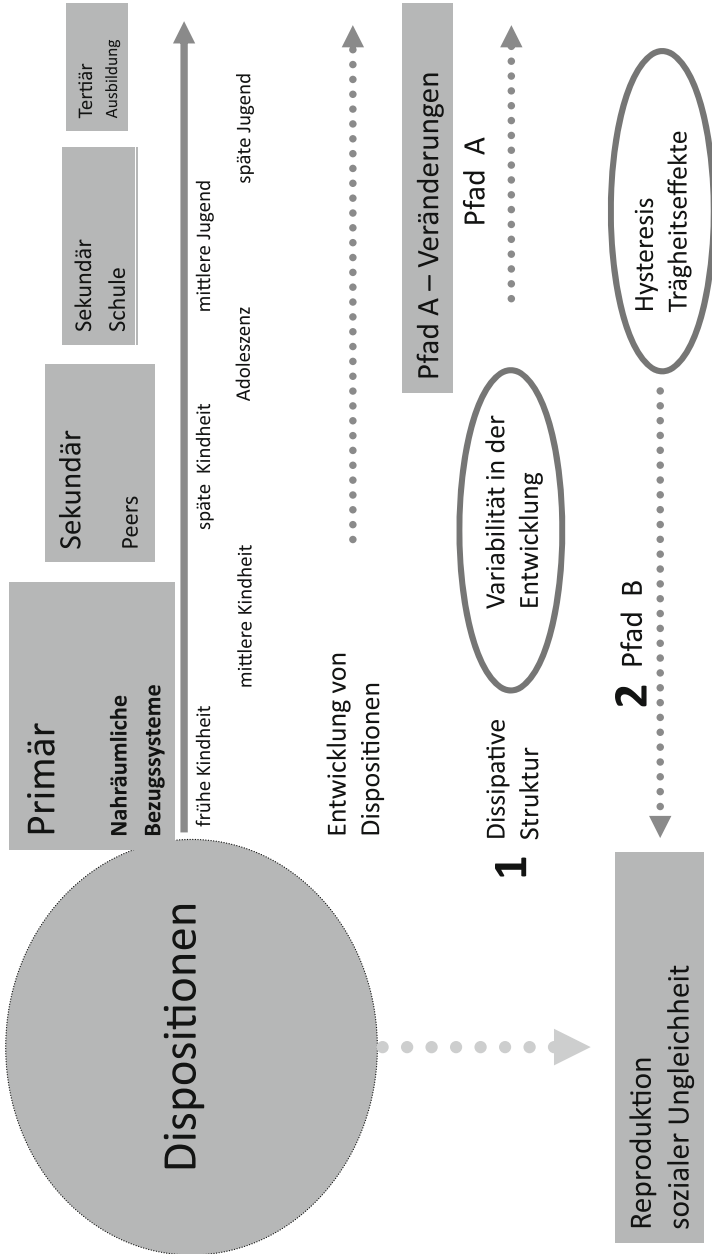 Dispositionen
Primär
Nahräumliche
Bezugssysteme
Sekundär
Peers
Sekundär
Schule
Tertiär
Ausbildung
frühe Kindheit
mittlere Kindheit
späte Kindheit
Adoleszenz
mittlere Jugend
späte Jugend
Entwicklung von
Dispositionen
Pfad A – Veränderungen
1
Dissipative
Struktur
Variabilität in der
Entwicklung
Pfad A
2 Pfad B
Reproduktion
sozialer Ungleichheit
Hysteresis
Trägheitseffekte